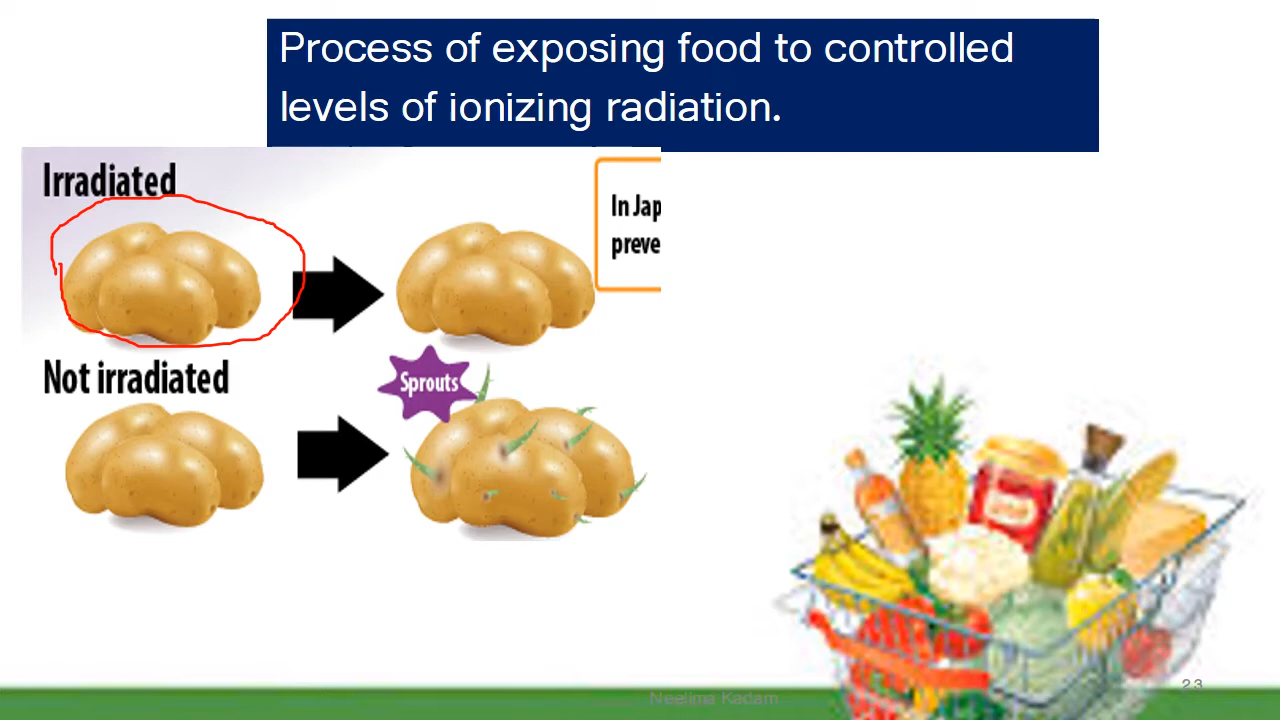 Process of exposing food to controlled
levels of ionizing radiation.
Irradiated
In Jap
preve
Not irradiated
Sprouts
Neelima Kadam
23